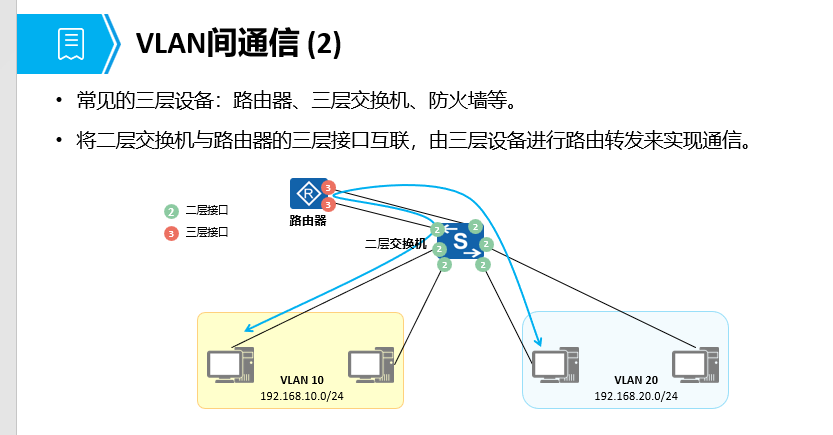 VLAN间通信 (2)
• 常见的三层设备：路由器、三层交换机、防火墙等。
• 将二层交换机与路由器的三层接口互联，由三层设备进行路由转发来实现通信。
2 二层接口
3 三层接口
R
3
3
路由器
二层交换机
S
2
2
2
2
2
2
VLAN 10
192.168.10.0/24
VLAN 20
192.168.20.0/24